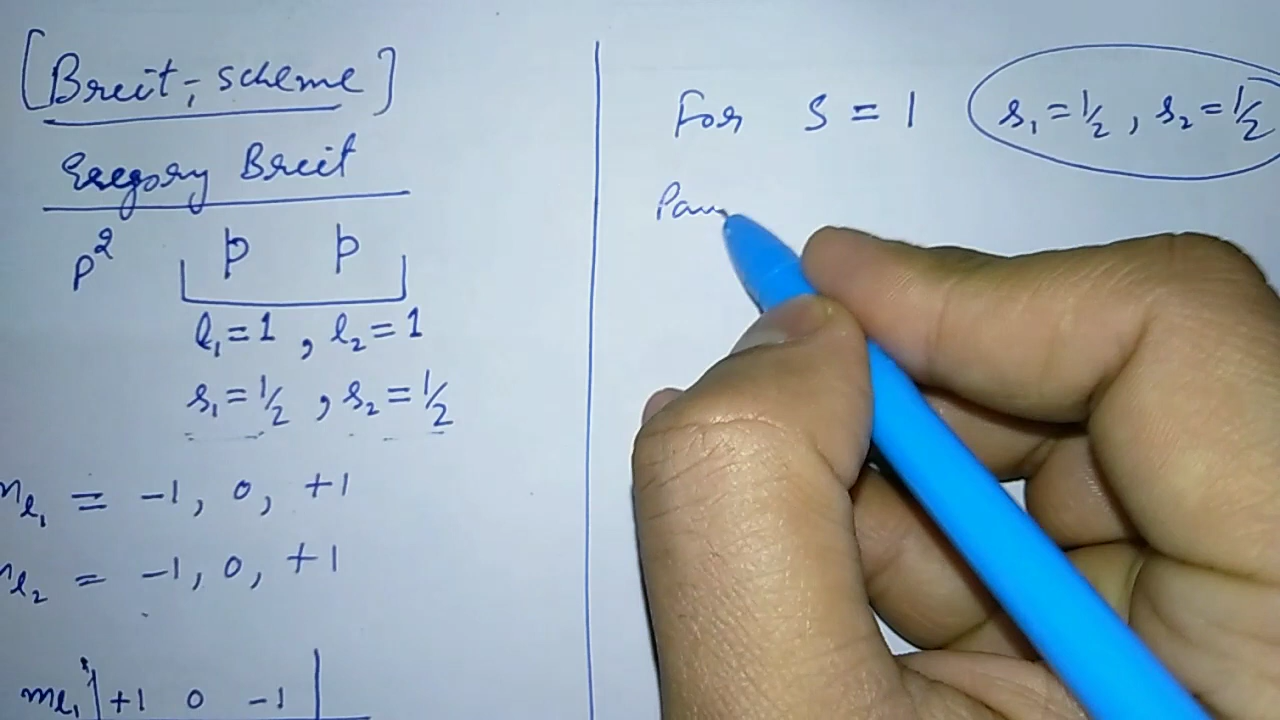 [Breit, scheme]
Gregory Breit
p² p p
l₁ = 1 , l₂ = 1
s₁ = 1/2 , s₂ = 1/2
mₗ₁ = -1, 0, +1
mₗ₂ = -1, 0, +1
mₗ₁ +1 0 -1
For S = 1 s₁ = 1/2 , s₂ = 1/2